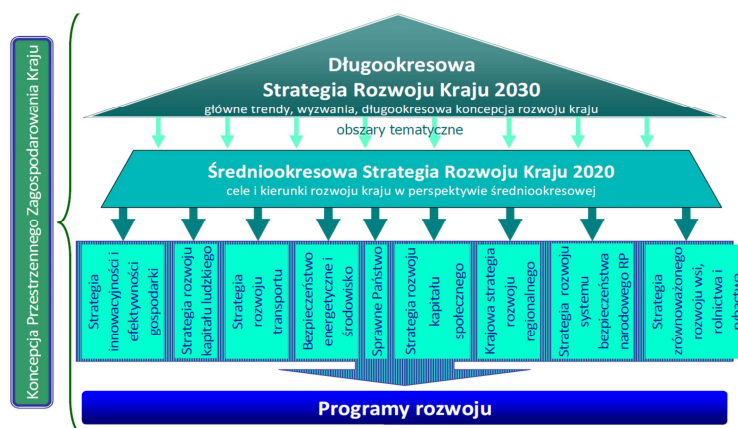 Koncepcja Przestrzennego Zagospodarowania Kraju
Długookresowa
Strategia Rozwoju Kraju 2030
główne trendy, wyzwania, długookresowa koncepcja rozwoju kraju
obszary tematyczne
Średniookresowa Strategia Rozwoju Kraju 2020
cele i kierunki rozwoju kraju w perspektywie średniookresowej
Strategia
innowacyjności i
efektywności
gospodarki
Strategia rozwoju
kapitału ludzkiego
Strategia
rozwoju
transportu
Bezpieczeństwo
energetyczne i
środowisko
Sprawne Państwo
Strategia rozwoju
kapitału
społecznego
Krajowa strategia
rozwoju
regionalnego
Strategia rozwoju
systemu
bezpieczeństwa
narodowego RP
Strategia
zrównoważonego
rozwoju wsi,
rolnictwa i
rybactwa
Programy rozwoju